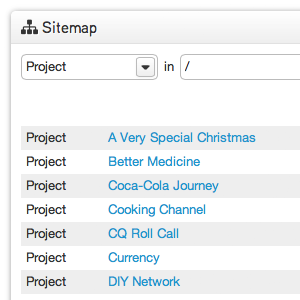 Sitemap
Project in /
Project A Very Special Christmas
Project Better Medicine
Project Coca-Cola Journey
Project Cooking Channel
Project CQ Roll Call
Project Currency
Project DIY Network